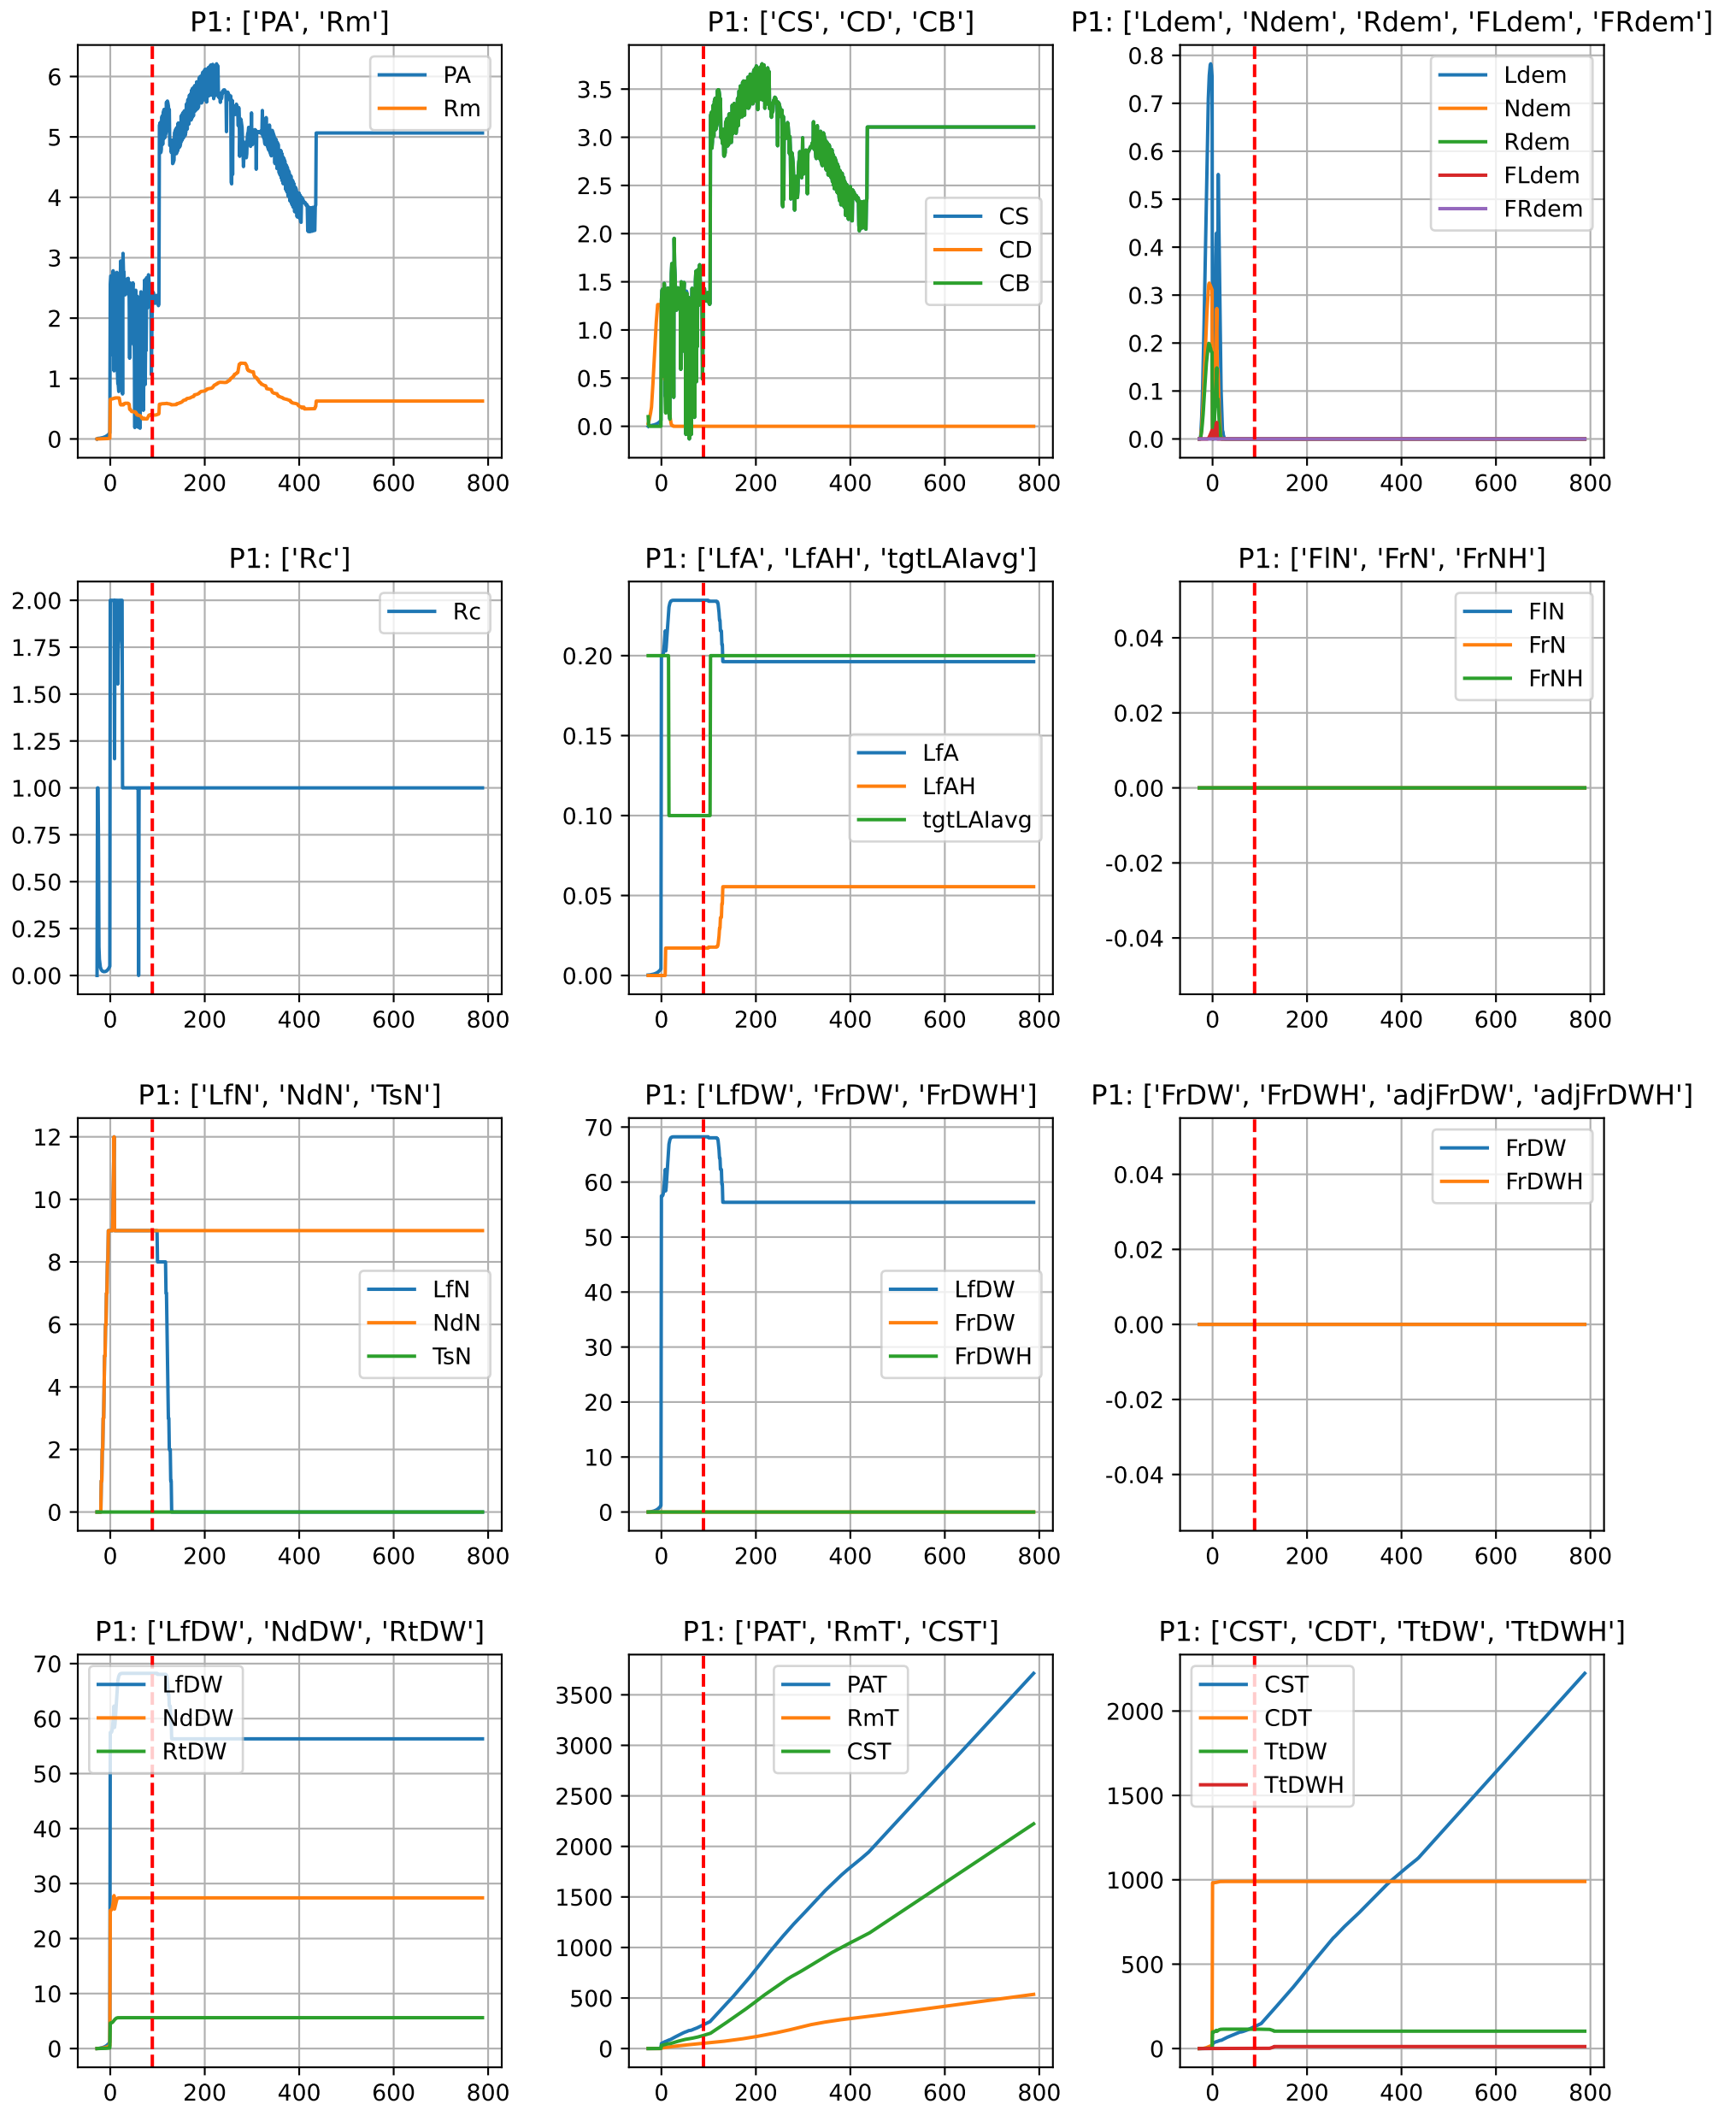 P1: ['PA', 'Rm']
6
5
4
3
2
1
0
0 200 400 600 800
PA
Rm
P1: ['CS', 'CD', 'CB']
3.5
3.0
2.5
2.0
1.5
1.0
0.5
0.0
0 200 400 600 800
CS
CD
CB
P1: ['Ldem', 'Ndem', 'Rdem', 'FLdem', 'FRdem']
0.8
0.7
0.6
0.5
0.4
0.3
0.2
0.1
0.0
0 200 400 600 800
Ldem
Ndem
Rdem
FLdem
FRdem
P1: ['Rc']
2.00
1.75
1.50
1.25
1.00
0.75
0.50
0.25
0.00
0 200 400 600 800
Rc
P1: ['LfA', 'LfAH', 'tgtLAIavg']
0.20
0.15
0.10
0.05
0.00
0 200 400 600 800
LfA
LfAH
tgtLAIavg
P1: ['FlN', 'FrN', 'FrNH']
0.04
0.02
0.00
-0.02
-0.04
0 200 400 600 800
FlN
FrN
FrNH
P1: ['LfN', 'NdN', 'TsN']
12
10
8
6
4
2
0
0 200 400 600 800
LfN
NdN
TsN
P1: ['LfDW', 'FrDW', 'FrDWH']
70
60
50
40
30
20
10
0
0 200 400 600 800
LfDW
FrDW
FrDWH
P1: ['FrDW', 'FrDWH', 'adjFrDW', 'adjFrDWH']
0.04
0.02
0.00
-0.02
-0.04
0 200 400 600 800
FrDW
FrDWH
P1: ['LfDW', 'NdDW', 'RtDW']
70
60
50
40
30
20
10
0
0 200 400 600 800
LfDW
NdDW
RtDW
P1: ['PAT', 'RmT', 'CST']
3500
3000
2500
2000
1500
1000
500
0
0 200 400 600 800
PAT
RmT
CST
P1: ['CST', 'CDT', 'TtDW', 'TtDWH']
2000
1500
1000
500
0
0 200 400 600 800
CST
CDT
TtDW
TtDWH